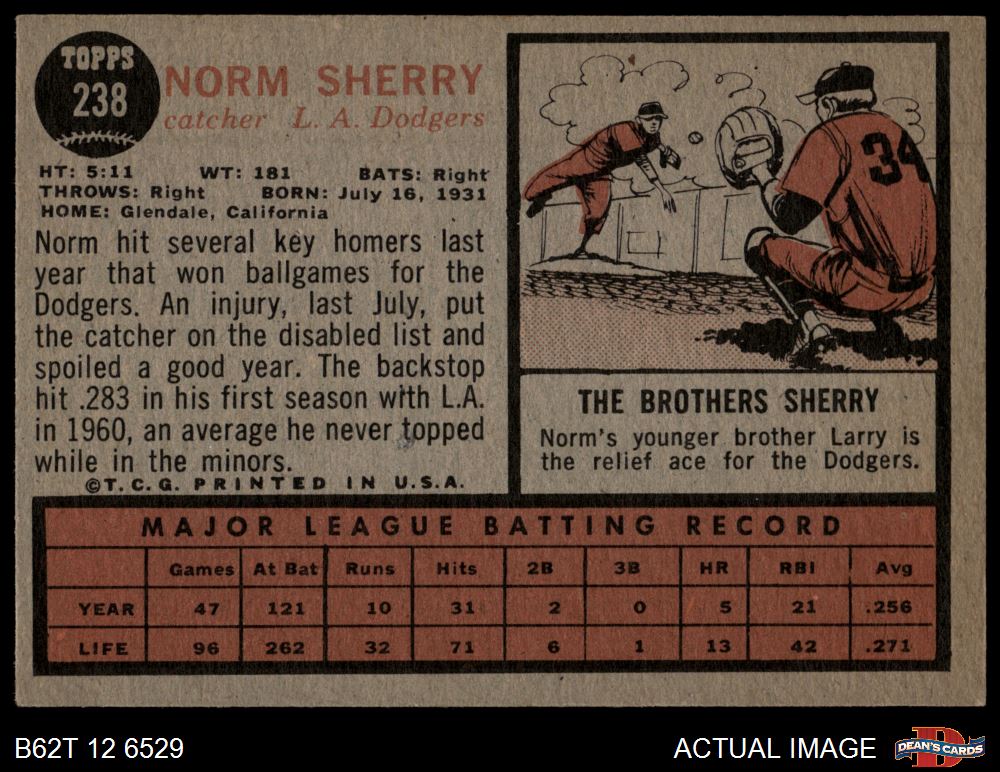 TOPPS
238
NORM SHERRY
catcher L. A. Dodgers
HT: 5:11 WT: 181 BATS: Right
THROWS: Right BORN: July 16, 1931
HOME: Glendale, California
Norm hit several key homers last
year that won ballgames for the
Dodgers. An injury, last July, put
the catcher on the disabled list and
spoiled a good year. The backstop
hit .283 in his first season with L.A.
in 1960, an average he never topped
while in the minors.
©T. C. G. PRINTED IN U.S.A.
34
THE BROTHERS SHERRY
Norm's younger brother Larry is
the relief ace for the Dodgers.
MAJOR LEAGUE BATTING RECORD
Games At Bat Runs Hits 2B 3B HR RBI Avg
YEAR 47 121 10 31 2 0 5 21 .256
LIFE 96 262 32 71 6 1 13 42 .271
B62T 12 6529
ACTUAL IMAGE
D
DEAN'S CARDS